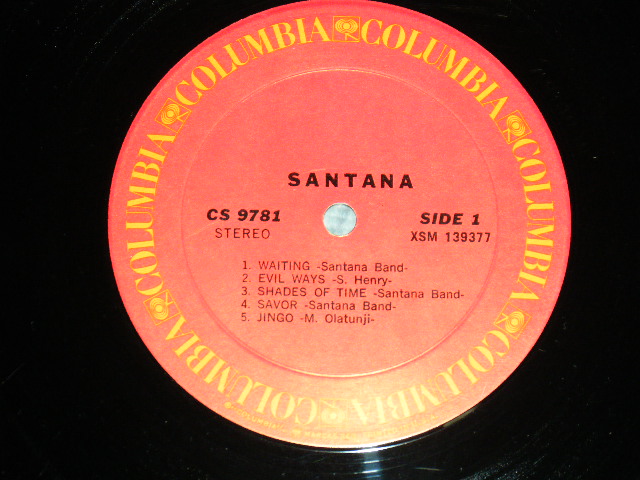 COLUMBIA COLUMBIA COLUMBIA COLUMBIA COLUMBIA COLUMBIA
SANTANA
CS 9781
SIDE 1
STEREO
XSM 139377
1. WAITING -Santana Band-
2. EVIL WAYS -S. Henry-
3. SHADES OF TIME -Santana Band-
4. SAVOR -Santana Band-
5. JINGO -M. Olatunji-